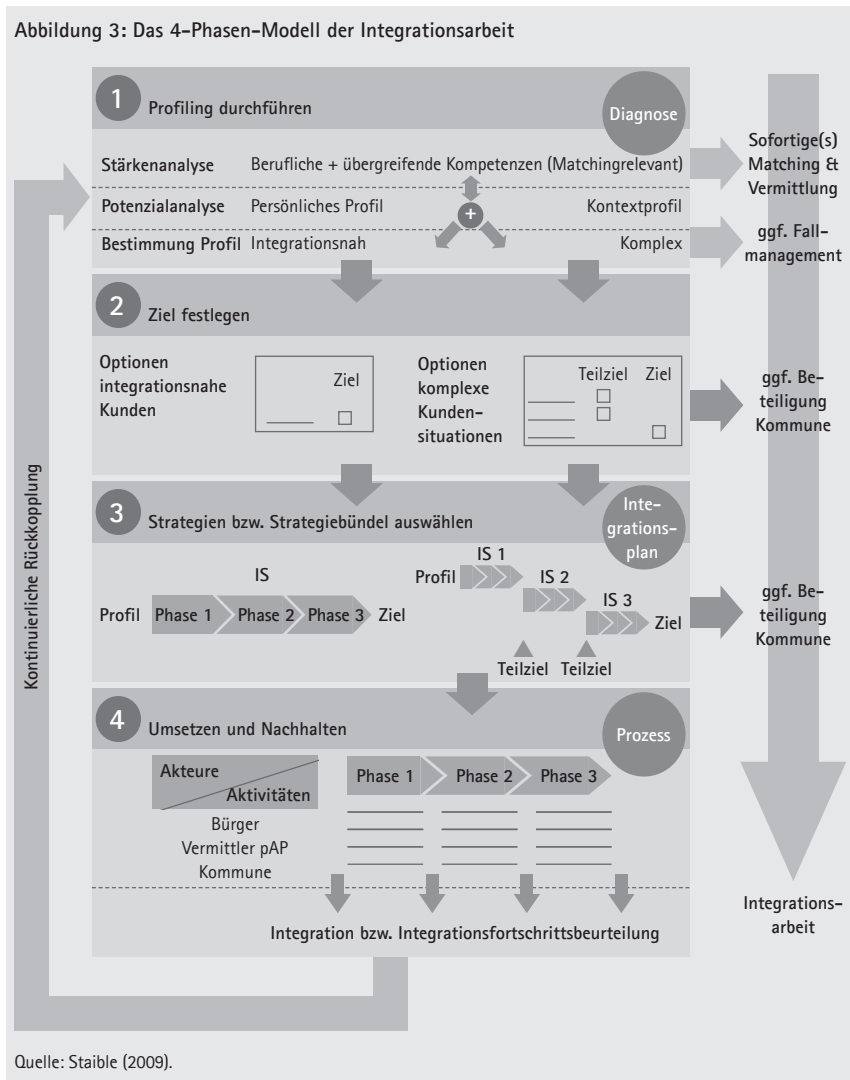 Abbildung 3: Das 4-Phasen-Modell der Integrationsarbeit
1
Profiling durchführen
Diagnose
Stärkenanalyse Berufliche + übergreifende Kompetenzen (Matchingrelevant)
Sofortige(s)
Matching &
Vermittlung
Potenzialanalyse Persönliches Profil + Kontextprofil
Bestimmung Profil Integrationsnah Komplex
ggf. Fall-
management
2
Ziel festlegen
Optionen
integrationsnahe
Kunden
Ziel
Optionen
komplexe
Kunden-
situationen
Teilziel Ziel
ggf. Be-
teiligung
Kommune
3
Strategien bzw. Strategiebündel auswählen
Inte-
grations-
plan
IS
Profil Phase 1 Phase 2 Phase 3 Ziel
IS 1
Profil
IS 2
IS 3
Ziel
Teilziel Teilziel
ggf. Be-
teiligung
Kommune
4
Umsetzen und Nachhalten
Prozess
Akteure
Aktivitäten
Phase 1 Phase 2 Phase 3
Bürger
Vermittler pAP
Kommune
Integration bzw. Integrationsfortschrittsbeurteilung
Integrations-
arbeit
Kontinuierliche Rückkopplung
Quelle: Staible (2009).